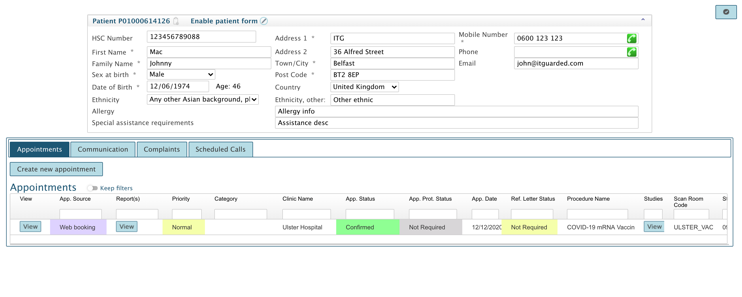 Patient P01000614126 Enable patient form
HSC Number 123456789088 Address 1 * ITG Mobile Number * 0600 123 123
First Name * Mac Address 2 36 Alfred Street Phone
Family Name * Johnny Town/City * Belfast Email john@itguarded.com
Sex at birth * Male Post Code * BT2 8EP
Date of Birth * 12/06/1974 Age: 46 Country United Kingdom
Ethnicity Any other Asian background, pl Ethnicity, other: Other ethnic
Allergy Allergy info
Special assistance requirements Assistance desc
Appointments Communication Complaints Scheduled Calls
Create new appointment
Appointments Keep filters
View App. Source Report(s) Priority Category Clinic Name App. Status App. Prot. Status App. Date Ref. Letter Status Procedure Name Studies Scan Room Code
View Web booking View Normal Ulster Hospital Confirmed Not Required 12/12/2020 Not Required COVID-19 mRNA Vaccin View ULSTER_VAC